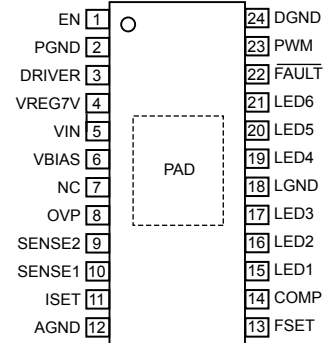 EN 1 24 DGND
PGND 2 23 PWM
DRIVER 3 22 FAULT
VREG7V 4 21 LED6
VIN 5 20 LED5
VBIAS 6 19 LED4
PAD
NC 7 18 LGND
OVP 8 17 LED3
SENSE2 9 16 LED2
SENSE1 10 15 LED1
ISET 11 14 COMP
AGND 12 13 FSET